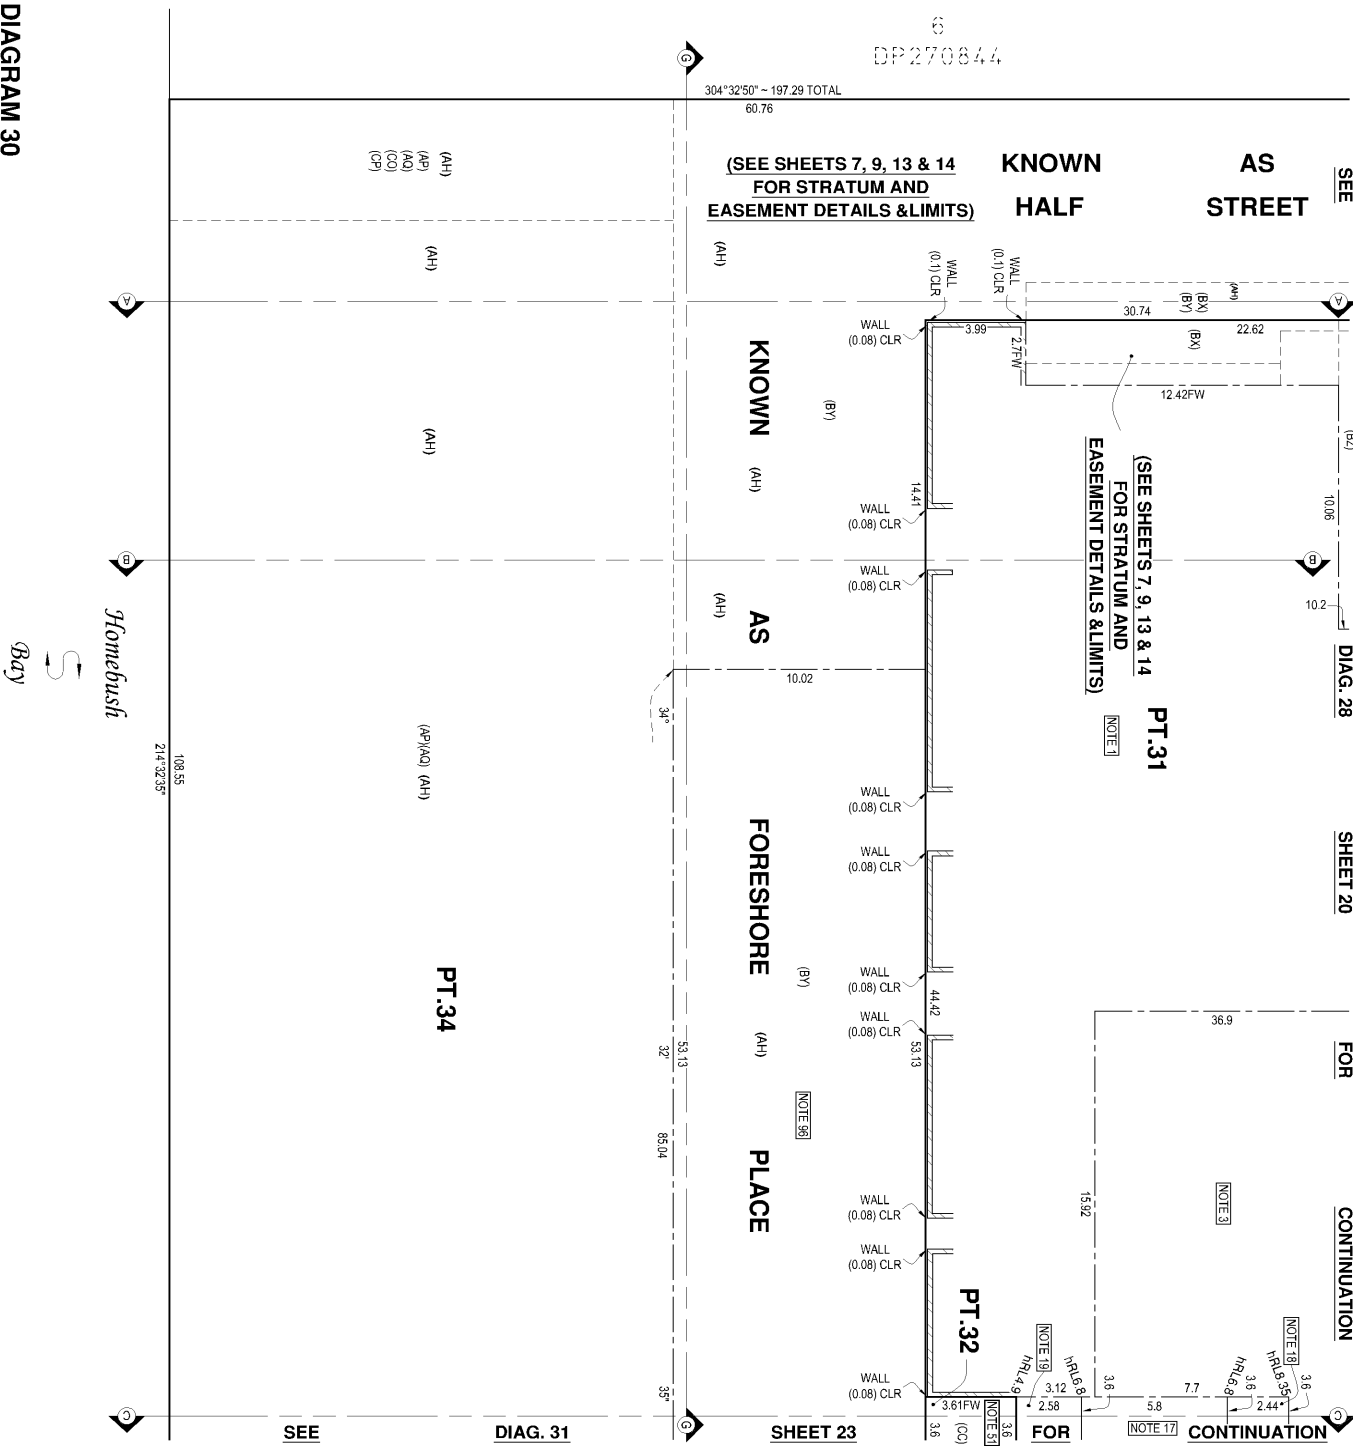 DIAGRAM 30
6
DP270844
G
304°32'50" ~ 197.29 TOTAL
60.76
(AH)
(AP)
(AQ)
(CO)
(CP)
(SEE SHEETS 7, 9, 13 & 14
FOR STRATUM AND
EASEMENT DETAILS &LIMITS)
KNOWN AS
HALF STREET
SEE
(AH)
(AH)
WALL
(0.1) CLR
WALL
(0.1) CLR
(AH)
(BX)
(BY)
A
A
30.74
22.62
3.99
2.7FW
(BX)
12.42FW
WALL
(0.08) CLR
KNOWN
(BY)
(AH)
(AH)
14.41
WALL
(0.08) CLR
(SEE SHEETS 7, 9, 13 & 14
FOR STRATUM AND
EASEMENT DETAILS &LIMITS)
(BZ)
10.06
B
B
WALL
(0.08) CLR
AS
(AH)
10.2
Homebush
Bay
10.02
34°
DIAG. 28
PT.31
NOTE 1
108.55
214°32'35"
(AP)(AQ) (AH)
WALL
(0.08) CLR
FORESHORE
WALL
(0.08) CLR
SHEET 20
PT.34
(BY)
WALL
(0.08) CLR
44.42
WALL
(0.08) CLR
53.13
53.13
32'
(AH)
36.9
FOR
NOTE 96
85.04
PLACE
WALL
(0.08) CLR
15.92
NOTE 3
CONTINUATION
WALL
(0.08) CLR
PT.32
NOTE 19
NOTE 18
WALL
(0.08) CLR
35"
hRL4.9
3.12
hRL6.8
3.6
7.7
hRL6.8
3.6
hRL8.35
3.6
3.61FW
2.58
5.8
2.44
C
G
C
3.6
(CC)
NOTE 51
3.6
NOTE 17
SEE DIAG. 31 SHEET 23 FOR CONTINUATION